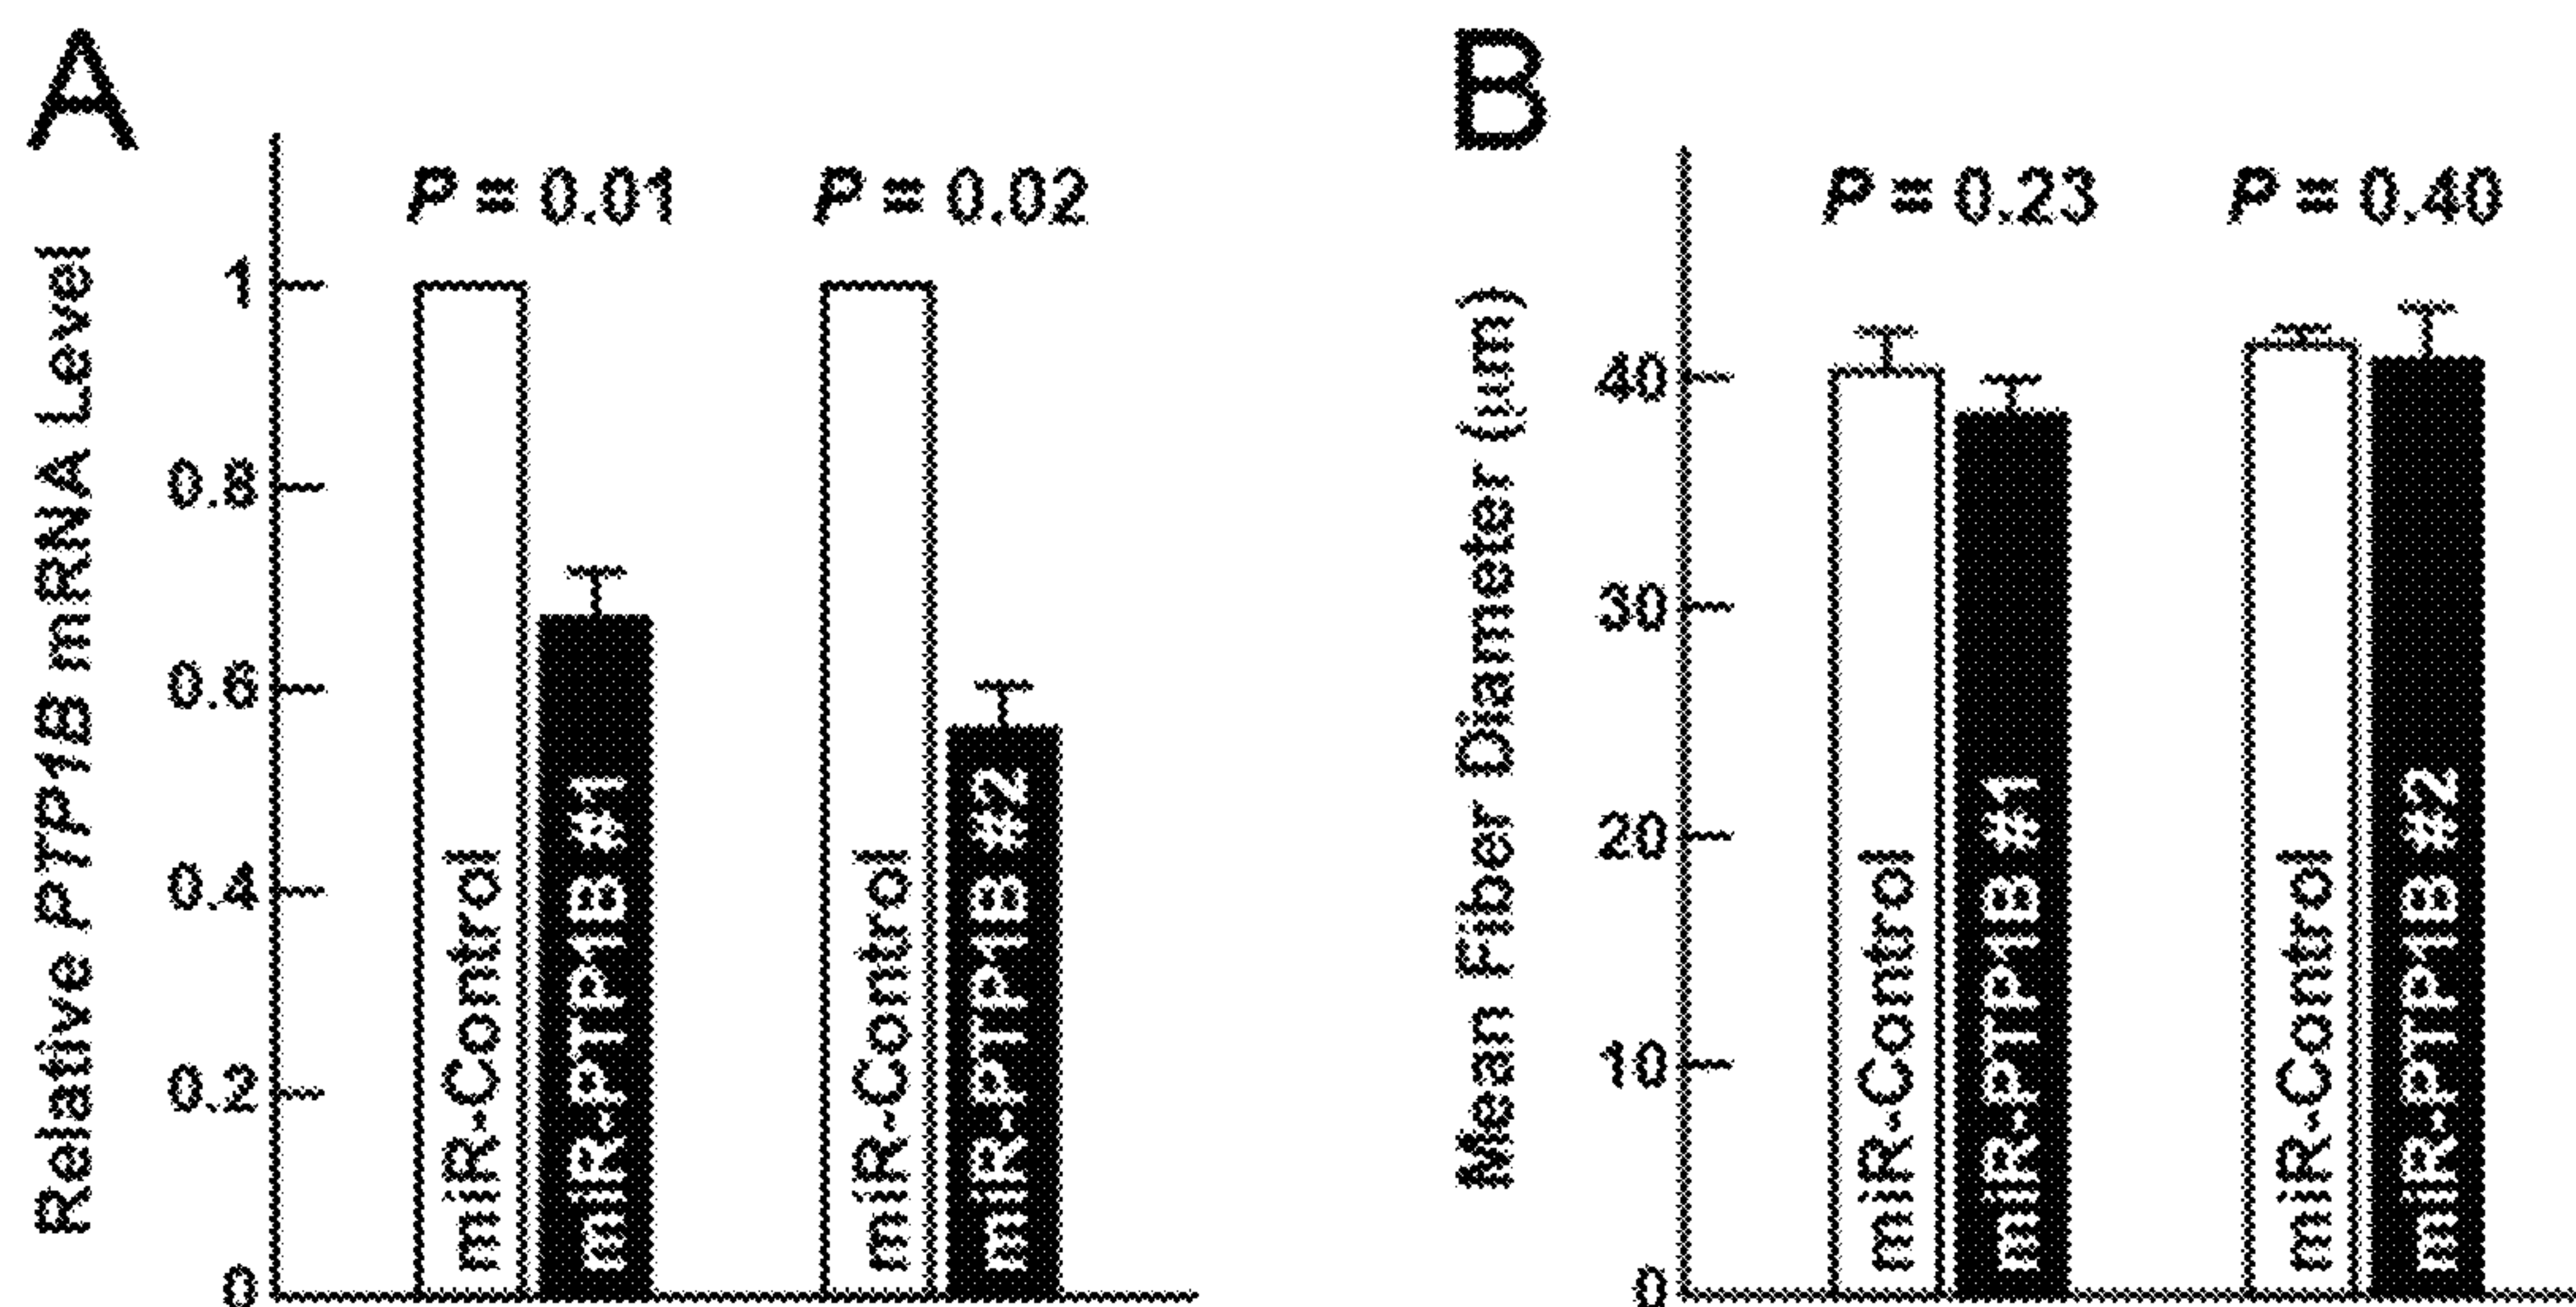 A
P = 0.01
P = 0.02
Relative PTP1B mRNA Level
1
0.8
0.6
0.4
0.2
0
miR-Control
miR-PTP1B #1
miR-Control
miR-PTP1B #2
B
P = 0.23
P = 0.40
Mean Fiber Diameter (µm)
40
30
20
10
0
miR-Control
miR-PTP1B #1
miR-Control
miR-PTP1B #2